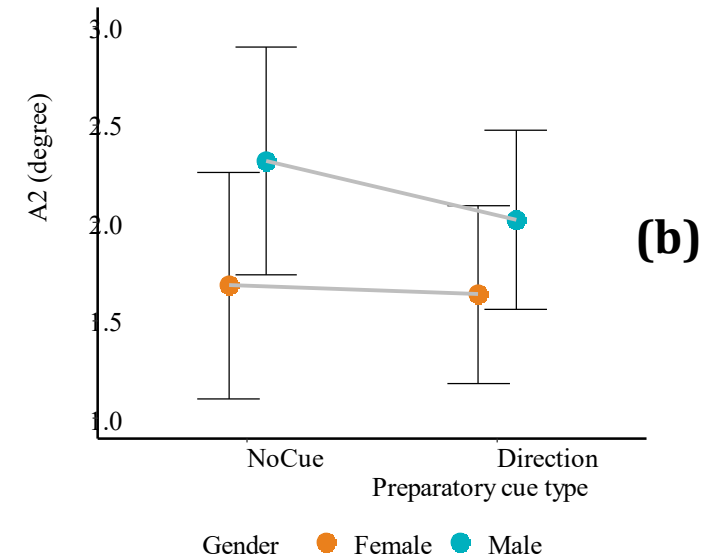 3.0
2.5
2.0
1.5
1.0
A2 (degree)
(b)
NoCue Direction
Preparatory cue type
Gender Female Male